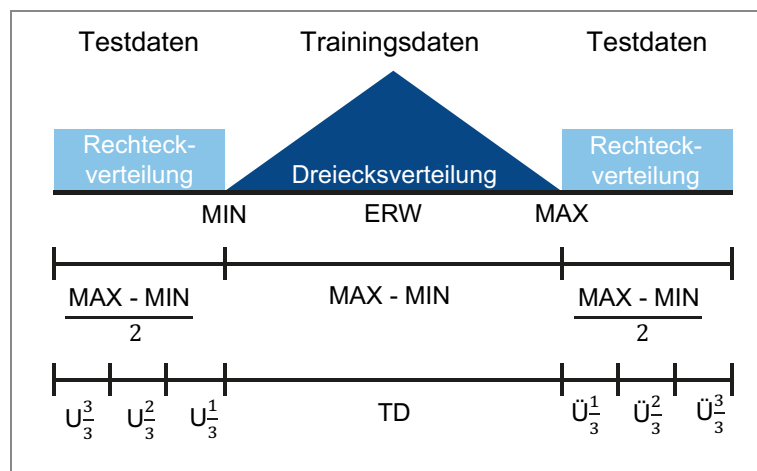 Testdaten Trainingsdaten Testdaten
Rechteck-
verteilung
Dreiecksverteilung
Rechteck-
verteilung
MIN ERW MAX
MAX - MIN
2
MAX - MIN
MAX - MIN
2
U3/3 U2/3 U1/3 TD Ü1/3 Ü2/3 Ü3/3